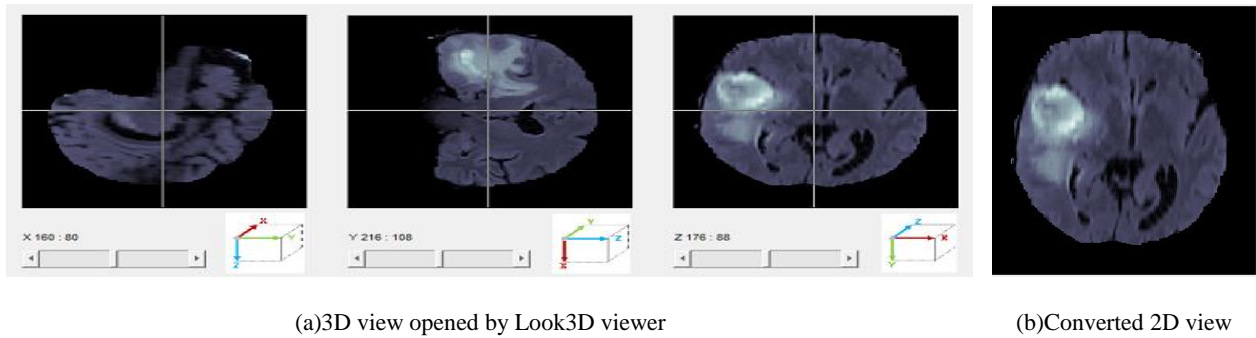 X 160 : 80
X
Y
Z
Y 216 : 108
Y
Z
X
Z 176 : 88
Z
X
Y
(a)3D view opened by Look3D viewer
(b)Converted 2D view